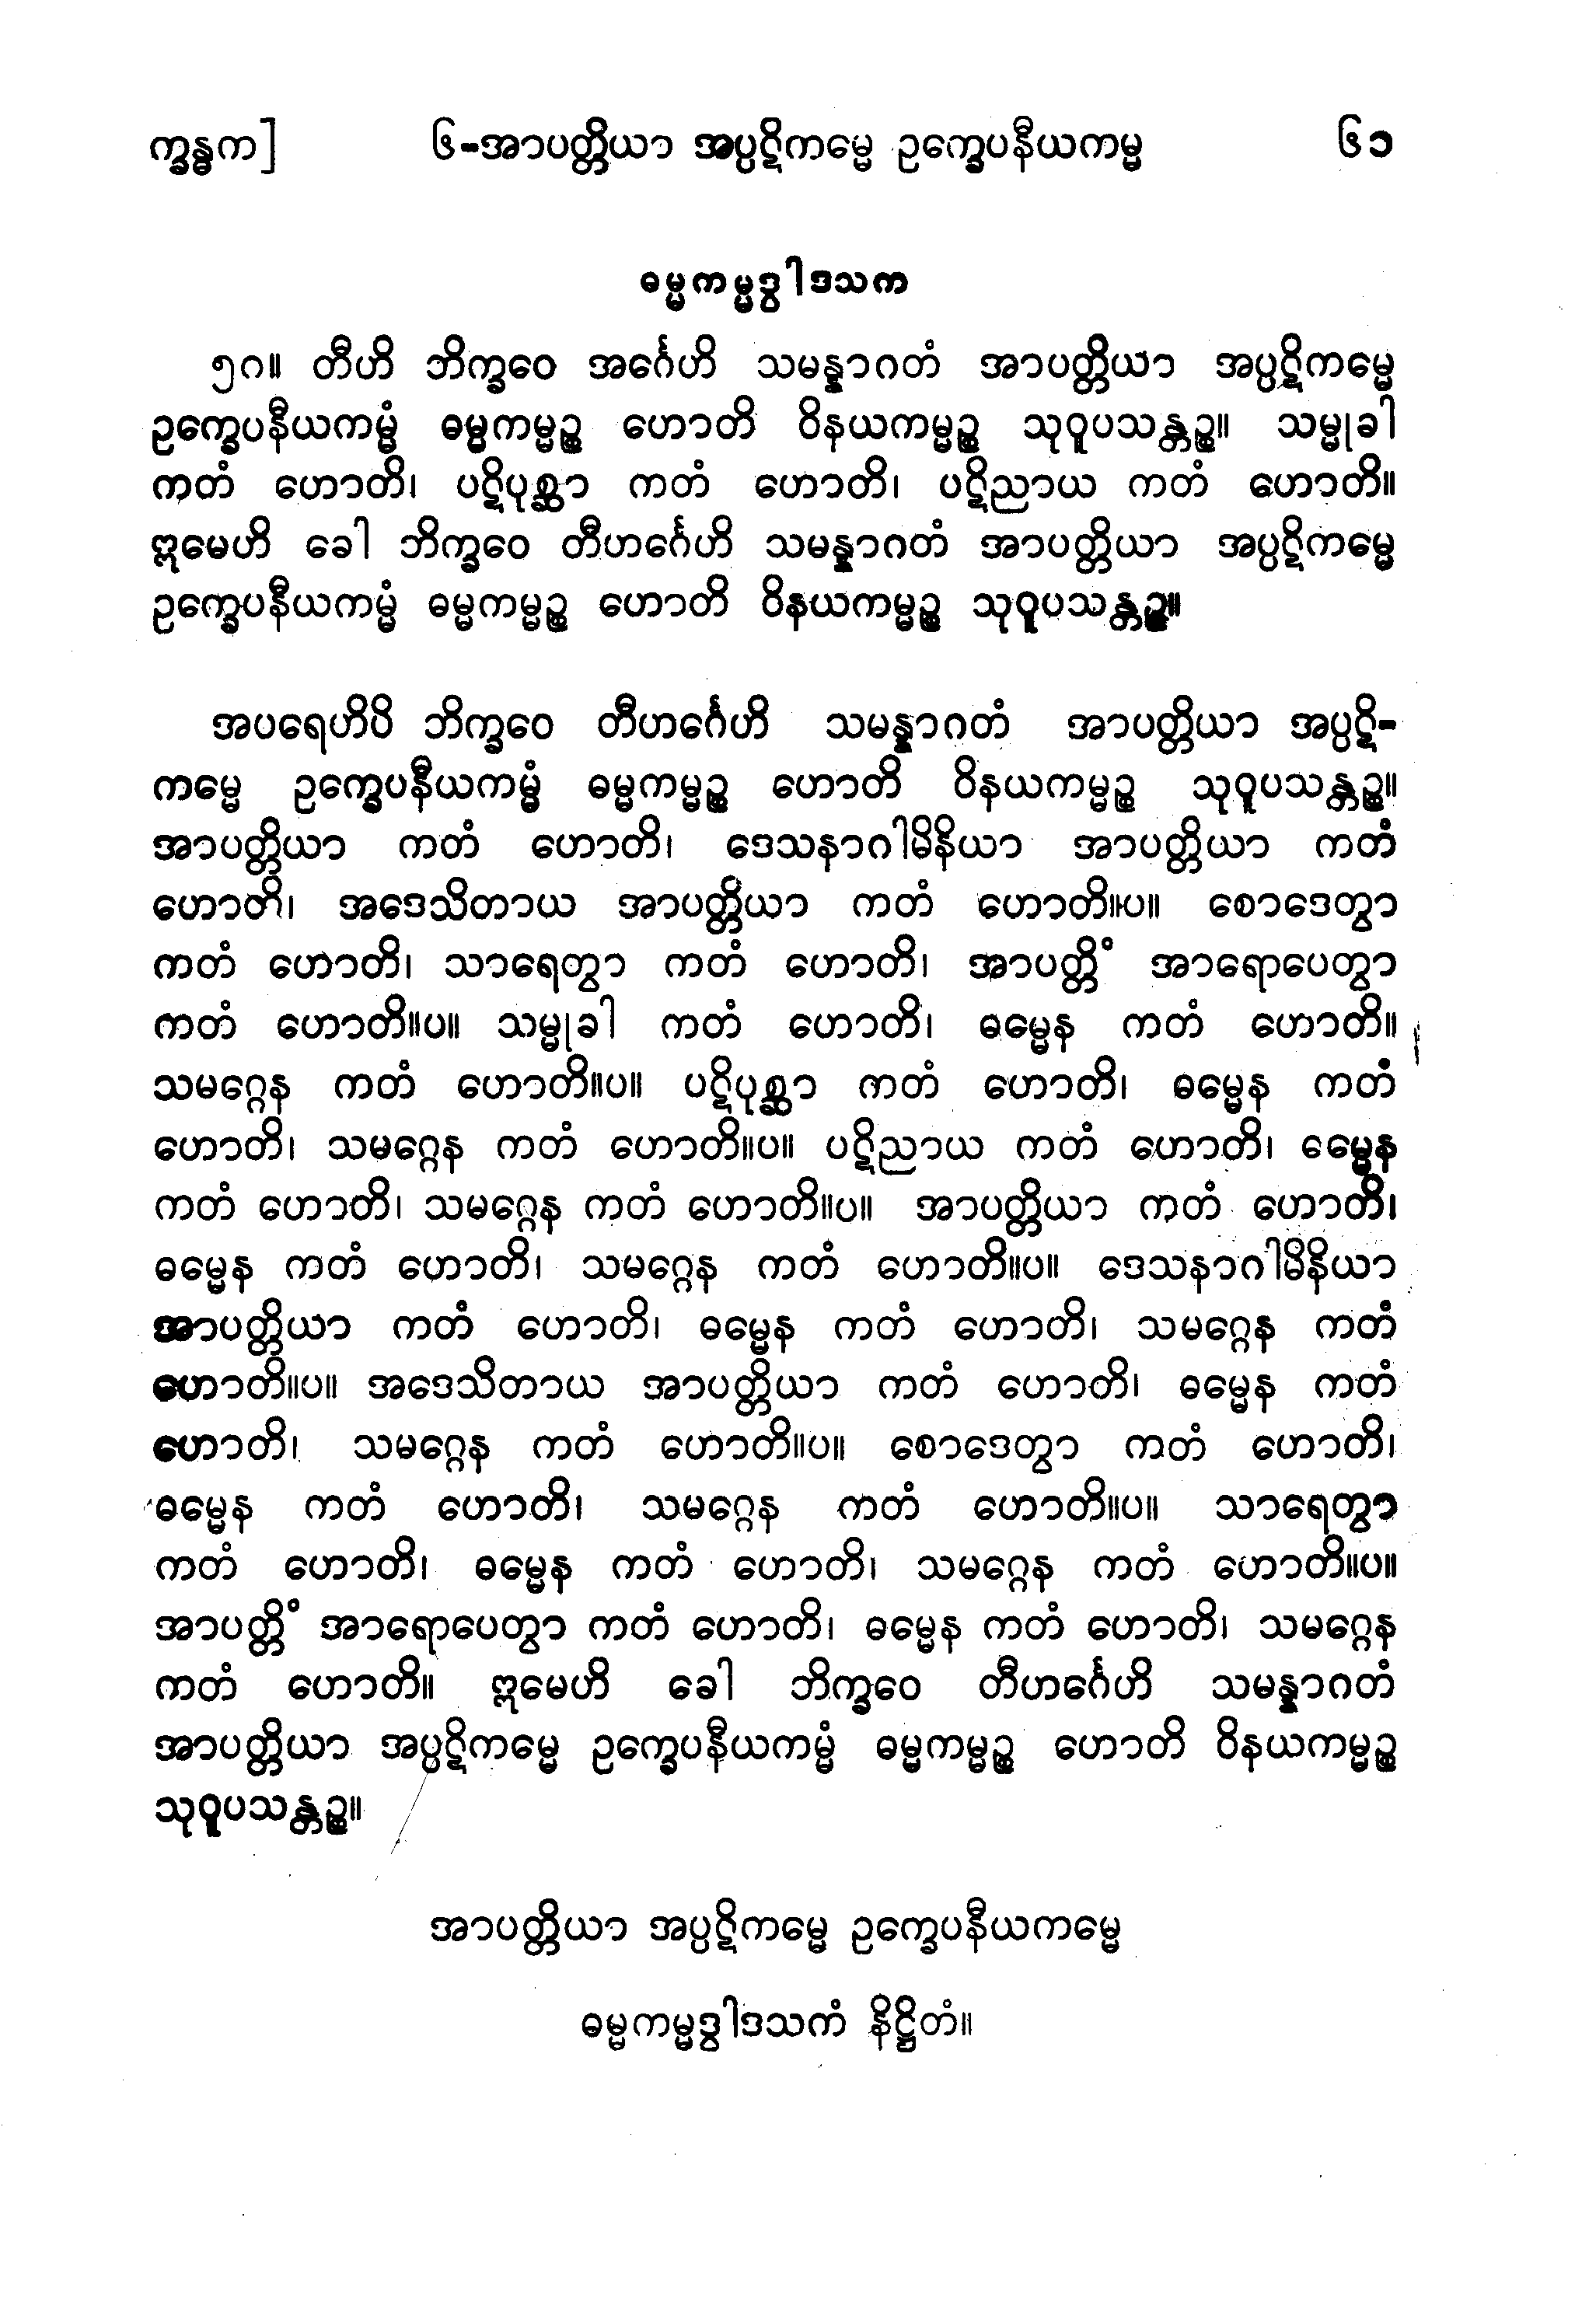 က္ခန္ဓက] ၆-အာပတ္တိယာ အပ္ပဋိကမ္မေ ဥက္ခေပနီယကမ္မ ၆၁
ဓမ္မကမ္မဒွါဒသက
၅၈။ တီဟိ ဘိက္ခဝေ အင်္ဂေဟိ သမန္နာဂတံ အာပတ္တိယာ အပ္ပဋိကမ္မေ
ဥက္ခေပနီယကမ္မံ ဓမ္မကမ္မဉ္စ ဟောတိ ဝိနယကမ္မဉ္စ သုဝူပသန္တဉ္စ။ သမ္မုခါ
ကတံ ဟောတိ၊ ပဋိပုစ္ဆာ ကတံ ဟောတိ၊ ပဋိညာယ ကတံ ဟောတိ။
ဣမေဟိ ခေါ ဘိက္ခဝေ တီဟင်္ဂေဟိ သမန္နာဂတံ အာပတ္တိယာ အပ္ပဋိကမ္မေ
ဥက္ခေပနီယကမ္မံ ဓမ္မကမ္မဉ္စ ဟောတိ ဝိနယကမ္မဉ္စ သုဝူပသန္တဉ္စ။
အပရေဟိပိ ဘိက္ခဝေ တီဟင်္ဂေဟိ သမန္နာဂတံ အာပတ္တိယာ အပ္ပဋိ-
ကမ္မေ ဥက္ခေပနီယကမ္မံ ဓမ္မကမ္မဉ္စ ဟောတိ ဝိနယကမ္မဉ္စ သုဝူပသန္တဉ္စ။
အာပတ္တိယာ ကတံ ဟောတိ၊ ဒေသနာဂါမိနိယာ အာပတ္တိယာ ကတံ
ဟောတိ၊ အဒေသိတာယ အာပတ္တိယာ ကတံ ဟောတိ။ပ။ စောဒေတွာ
ကတံ ဟောတိ၊ သာရေတွာ ကတံ ဟောတိ၊ အာပတ္တိံ အာရောပေတွာ
ကတံ ဟောတိ။ပ။ သမ္မုခါ ကတံ ဟောတိ၊ ဓမ္မေန ကတံ ဟောတိ။
သမဂ္ဂေန ကတံ ဟောတိ။ပ။ ပဋိပုစ္ဆာ ကတံ ဟောတိ၊ ဓမ္မေန ကတံ
ဟောတိ၊ သမဂ္ဂေန ကတံ ဟောတိ။ပ။ ပဋိညာယ ကတံ ဟောတိ၊ ဓမ္မေန
ကတံ ဟောတိ၊ သမဂ္ဂေန ကတံ ဟောတိ။ပ။ အာပတ္တိယာ ကတံ ဟောတိ၊
ဓမ္မေန ကတံ ဟောတိ၊ သမဂ္ဂေန ကတံ ဟောတိ။ပ။ ဒေသနာဂါမိနိယာ
အာပတ္တိယာ ကတံ ဟောတိ၊ ဓမ္မေန ကတံ ဟောတိ၊ သမဂ္ဂေန ကတံ
ဟောတိ။ပ။ အဒေသိတာယ အာပတ္တိယာ ကတံ ဟောတိ၊ ဓမ္မေန ကတံ
ဟောတိ၊ သမဂ္ဂေန ကတံ ဟောတိ။ပ။ စောဒေတွာ ကတံ ဟောတိ၊
ဓမ္မေန ကတံ ဟောတိ၊ သမဂ္ဂေန ကတံ ဟောတိ။ပ။ သာရေတွာ
ကတံ ဟောတိ၊ ဓမ္မေန ကတံ ဟောတိ၊ သမဂ္ဂေန ကတံ ဟောတိ။ပ။
အာပတ္တိံ အာရောပေတွာ ကတံ ဟောတိ၊ ဓမ္မေန ကတံ ဟောတိ၊ သမဂ္ဂေန
ကတံ ဟောတိ။ ဣမေဟိ ခေါ ဘိက္ခဝေ တီဟင်္ဂေဟိ သမန္နာဂတံ
အာပတ္တိယာ အပ္ပဋိကမ္မေ ဥက္ခေပနီယကမ္မံ ဓမ္မကမ္မဉ္စ ဟောတိ ဝိနယကမ္မဉ္စ
သုဝူပသန္တဉ္စ။
အာပတ္တိယာ အပ္ပဋိကမ္မေ ဥက္ခေပနီယကမ္မေ
ဓမ္မကမ္မဒွါဒသကံ နိဋ္ဌိတံ။